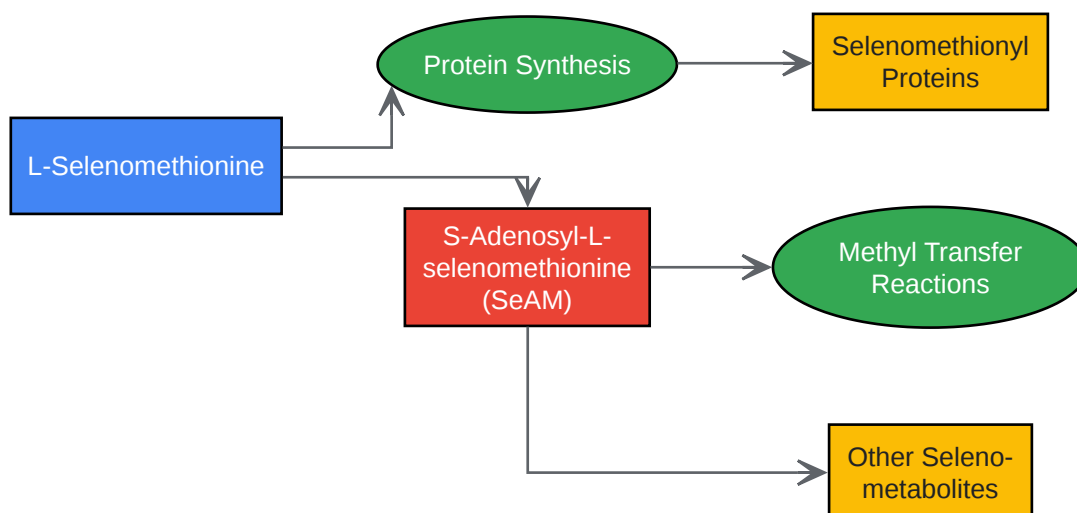 Protein Synthesis
Selenomethionyl
Proteins
L-Selenomethionine
S-Adenosyl-L-
selenomethionine
(SeAM)
Methyl Transfer
Reactions
Other Seleno-
metabolites